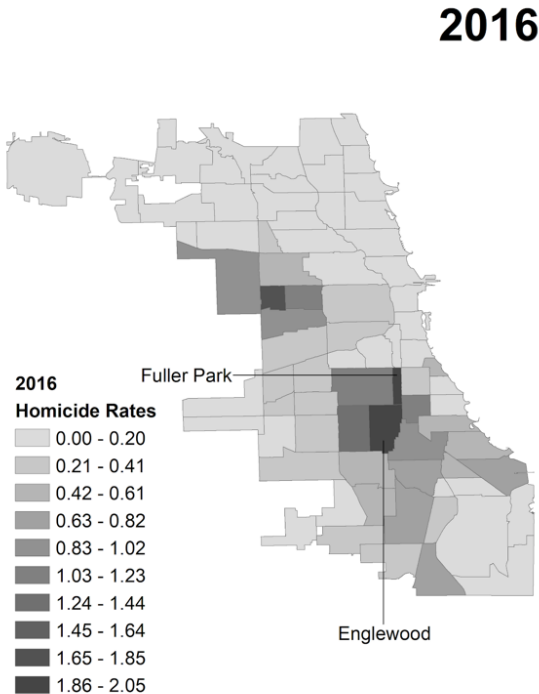 2016
Fuller Park
2016
Homicide Rates
0.00 - 0.20
0.21 - 0.41
0.42 - 0.61
0.63 - 0.82
0.83 - 1.02
1.03 - 1.23
1.24 - 1.44
1.45 - 1.64
1.65 - 1.85
1.86 - 2.05
Englewood